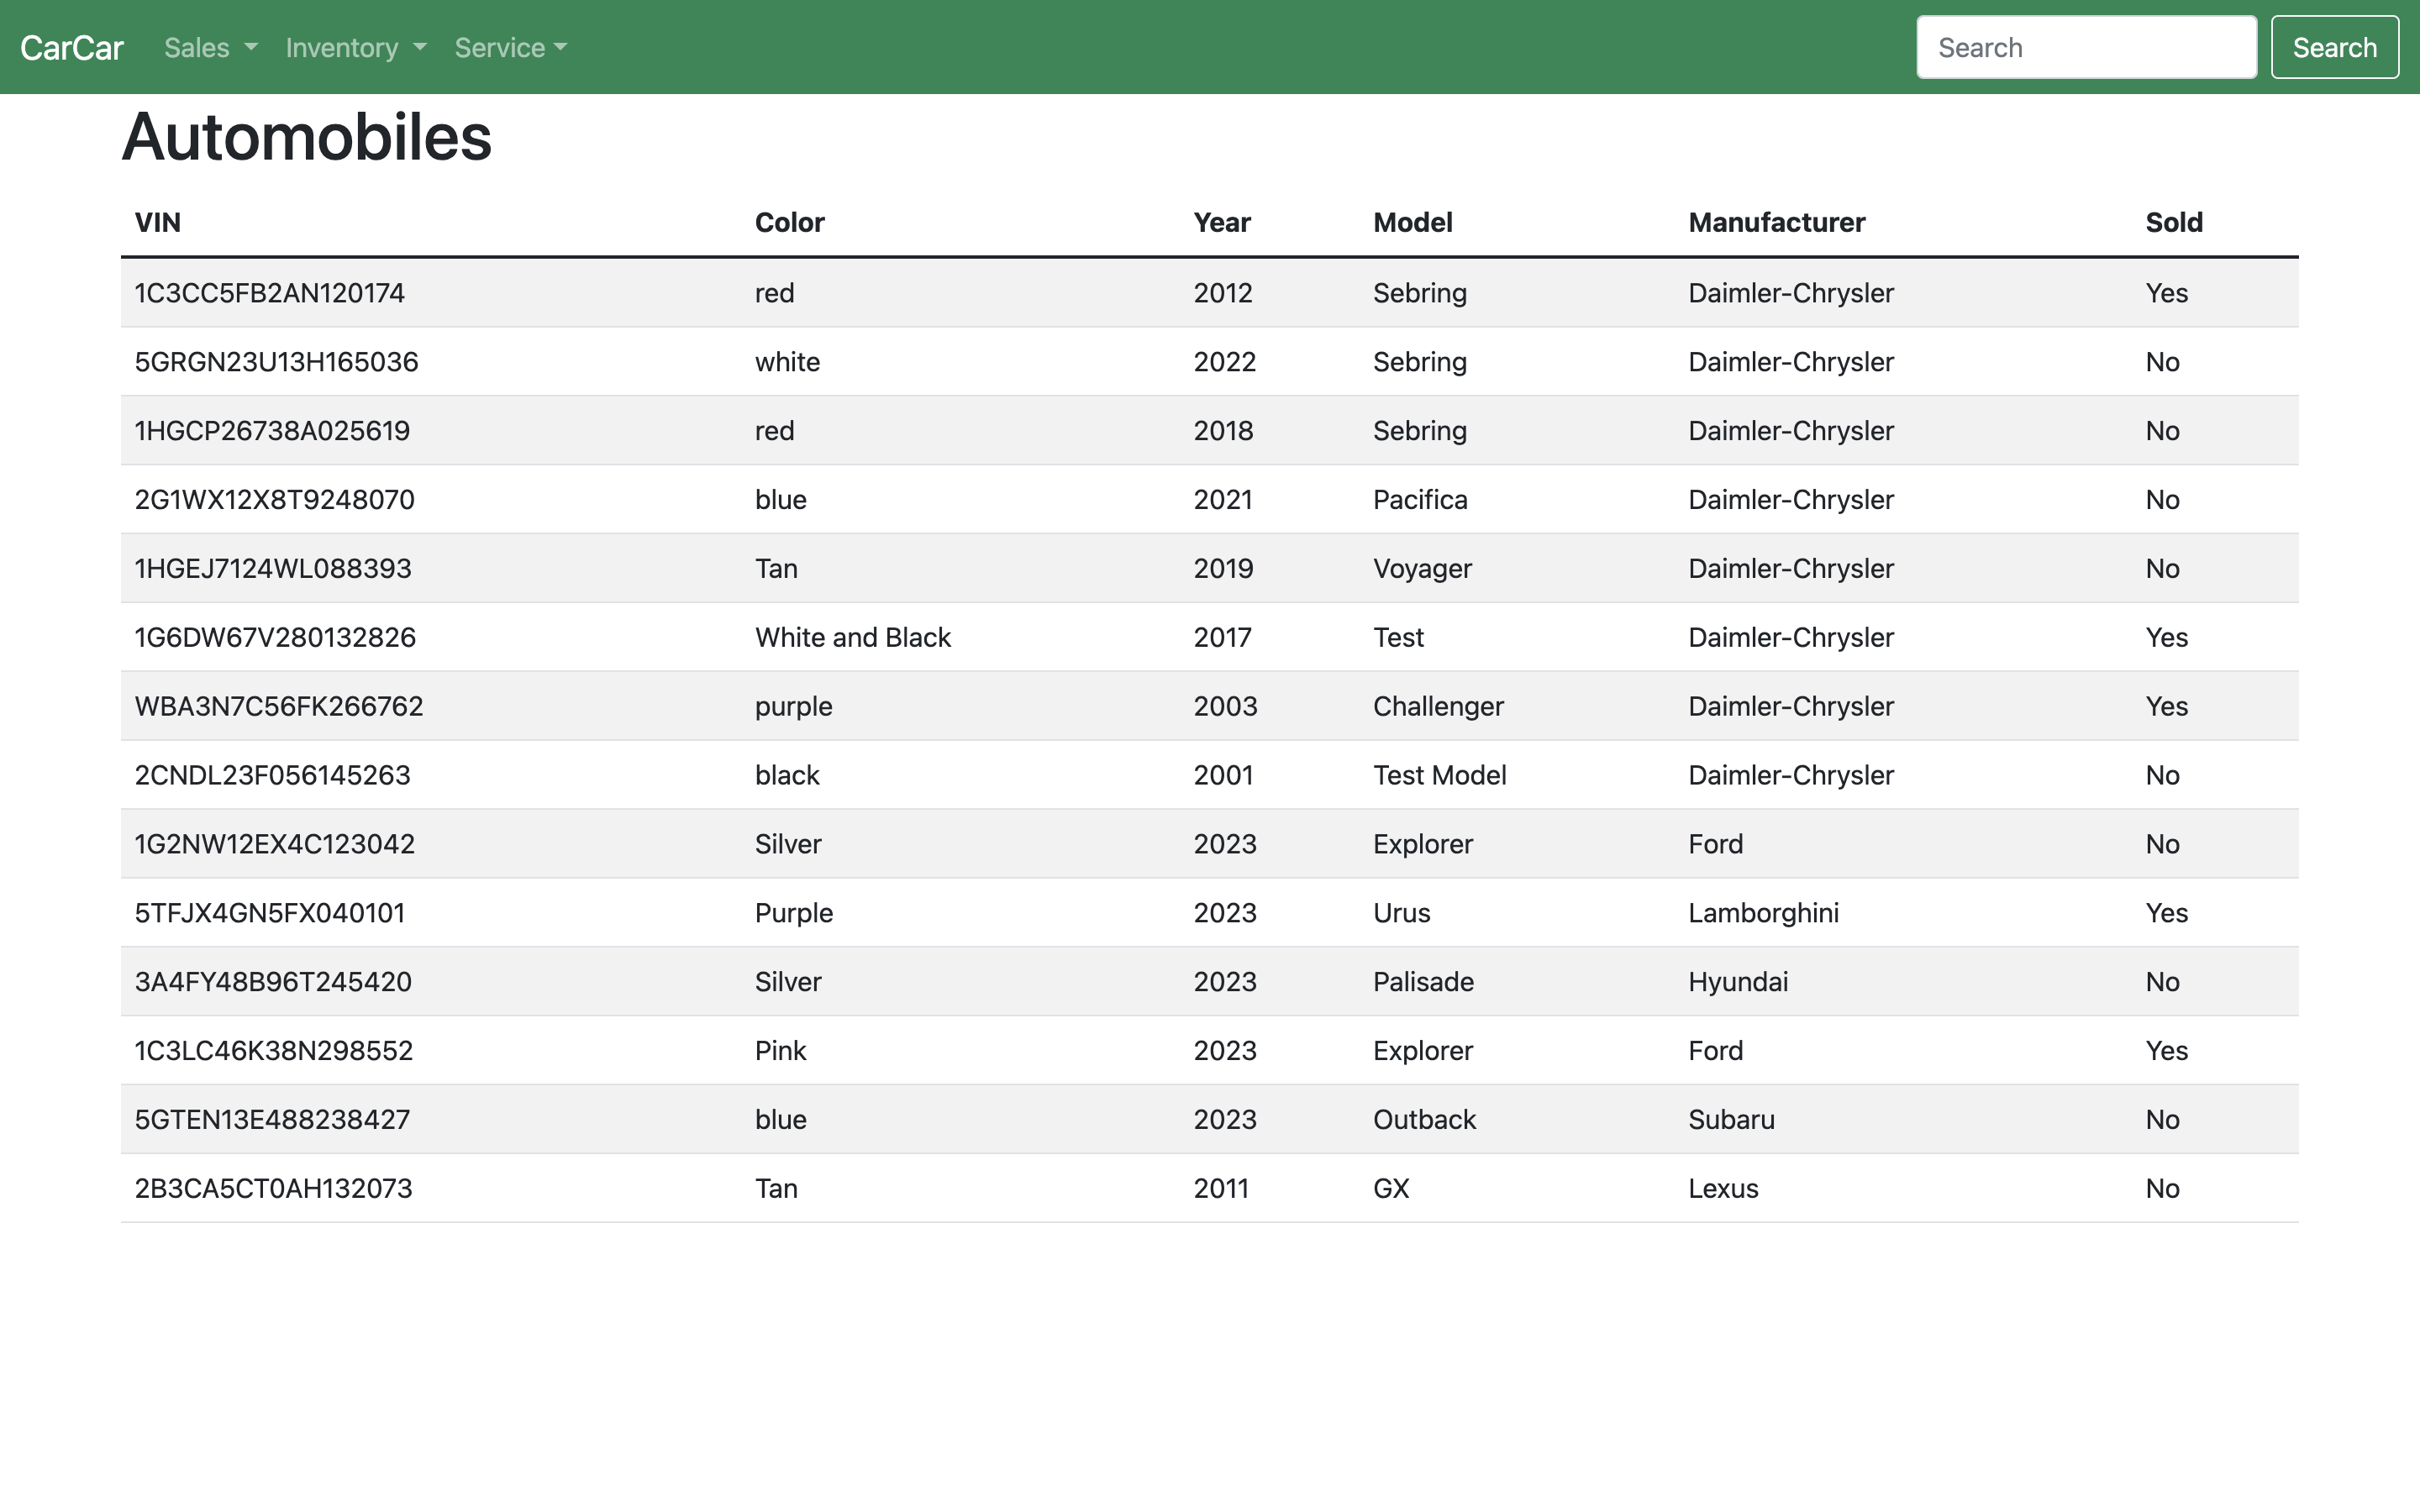 CarCar Sales Inventory Service Search Search
Automobiles
VIN Color Year Model Manufacturer Sold
1C3CC5FB2AN120174 red 2012 Sebring Daimler-Chrysler Yes
5GRGN23U13H165036 white 2022 Sebring Daimler-Chrysler No
1HGCP26738A025619 red 2018 Sebring Daimler-Chrysler No
2G1WX12X8T9248070 blue 2021 Pacifica Daimler-Chrysler No
1HGEJ7124WL088393 Tan 2019 Voyager Daimler-Chrysler No
1G6DW67V280132826 White and Black 2017 Test Daimler-Chrysler Yes
WBA3N7C56FK266762 purple 2003 Challenger Daimler-Chrysler Yes
2CNDL23F056145263 black 2001 Test Model Daimler-Chrysler No
1G2NW12EX4C123042 Silver 2023 Explorer Ford No
5TFJX4GN5FX040101 Purple 2023 Urus Lamborghini Yes
3A4FY48B96T245420 Silver 2023 Palisade Hyundai No
1C3LC46K38N298552 Pink 2023 Explorer Ford Yes
5GTEN13E488238427 blue 2023 Outback Subaru No
2B3CA5CT0AH132073 Tan 2011 GX Lexus No